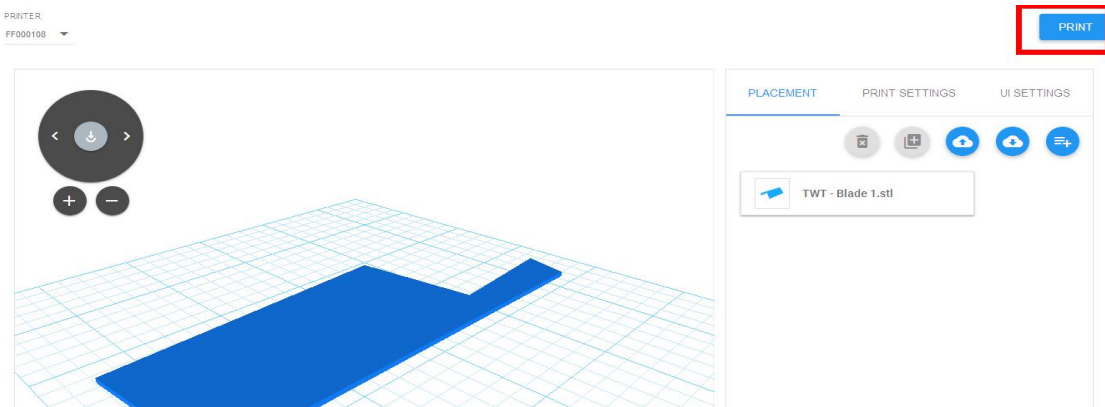 PRINTER
FF000108
PRINT
PLACEMENT PRINT SETTINGS UI SETTINGS
TWT - Blade 1.stl